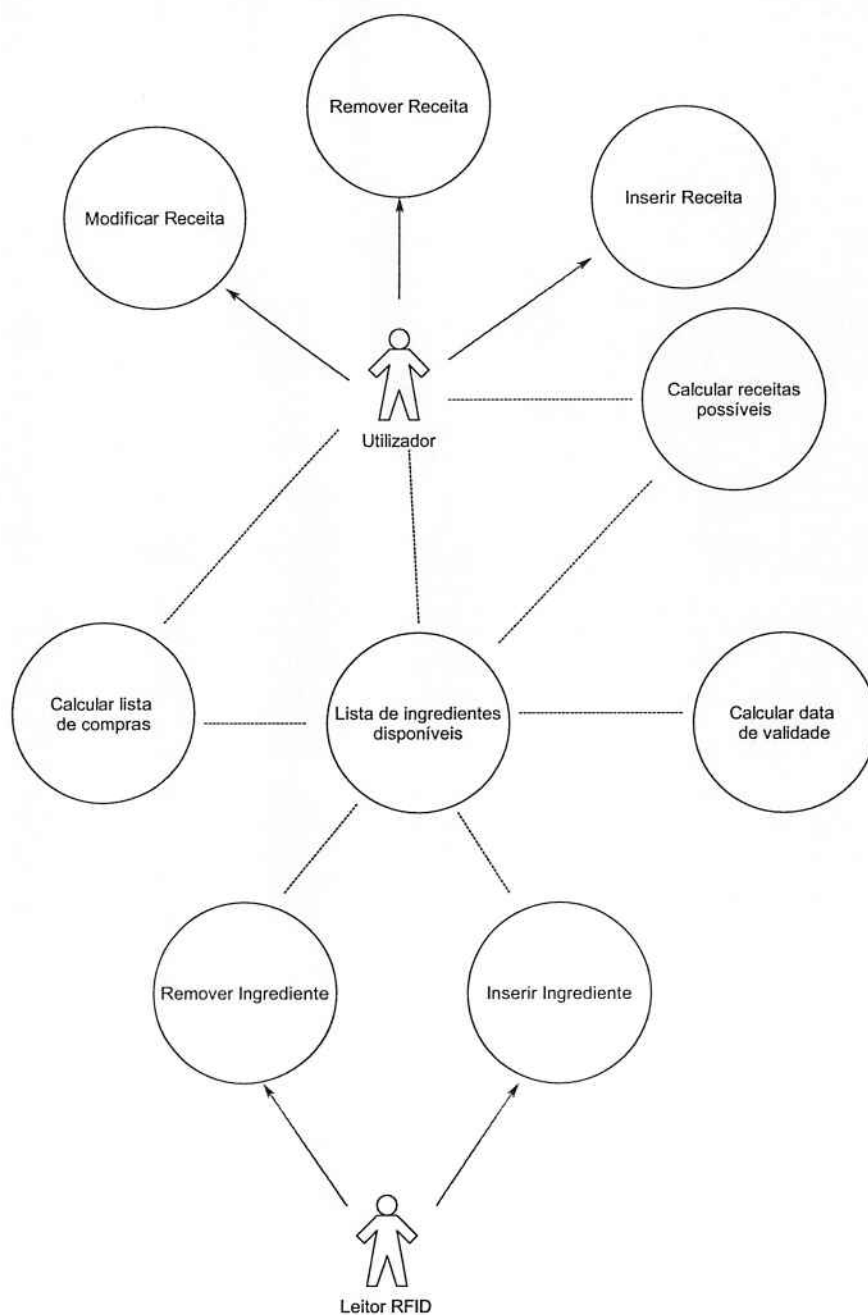 Remover Receita
Modificar Receita
Inserir Receita
Calcular receitas
possíveis
Utilizador
Calcular lista
de compras
Lista de ingredientes
disponíveis
Calcular data
de validade
Remover Ingrediente
Inserir Ingrediente
Leitor RFID